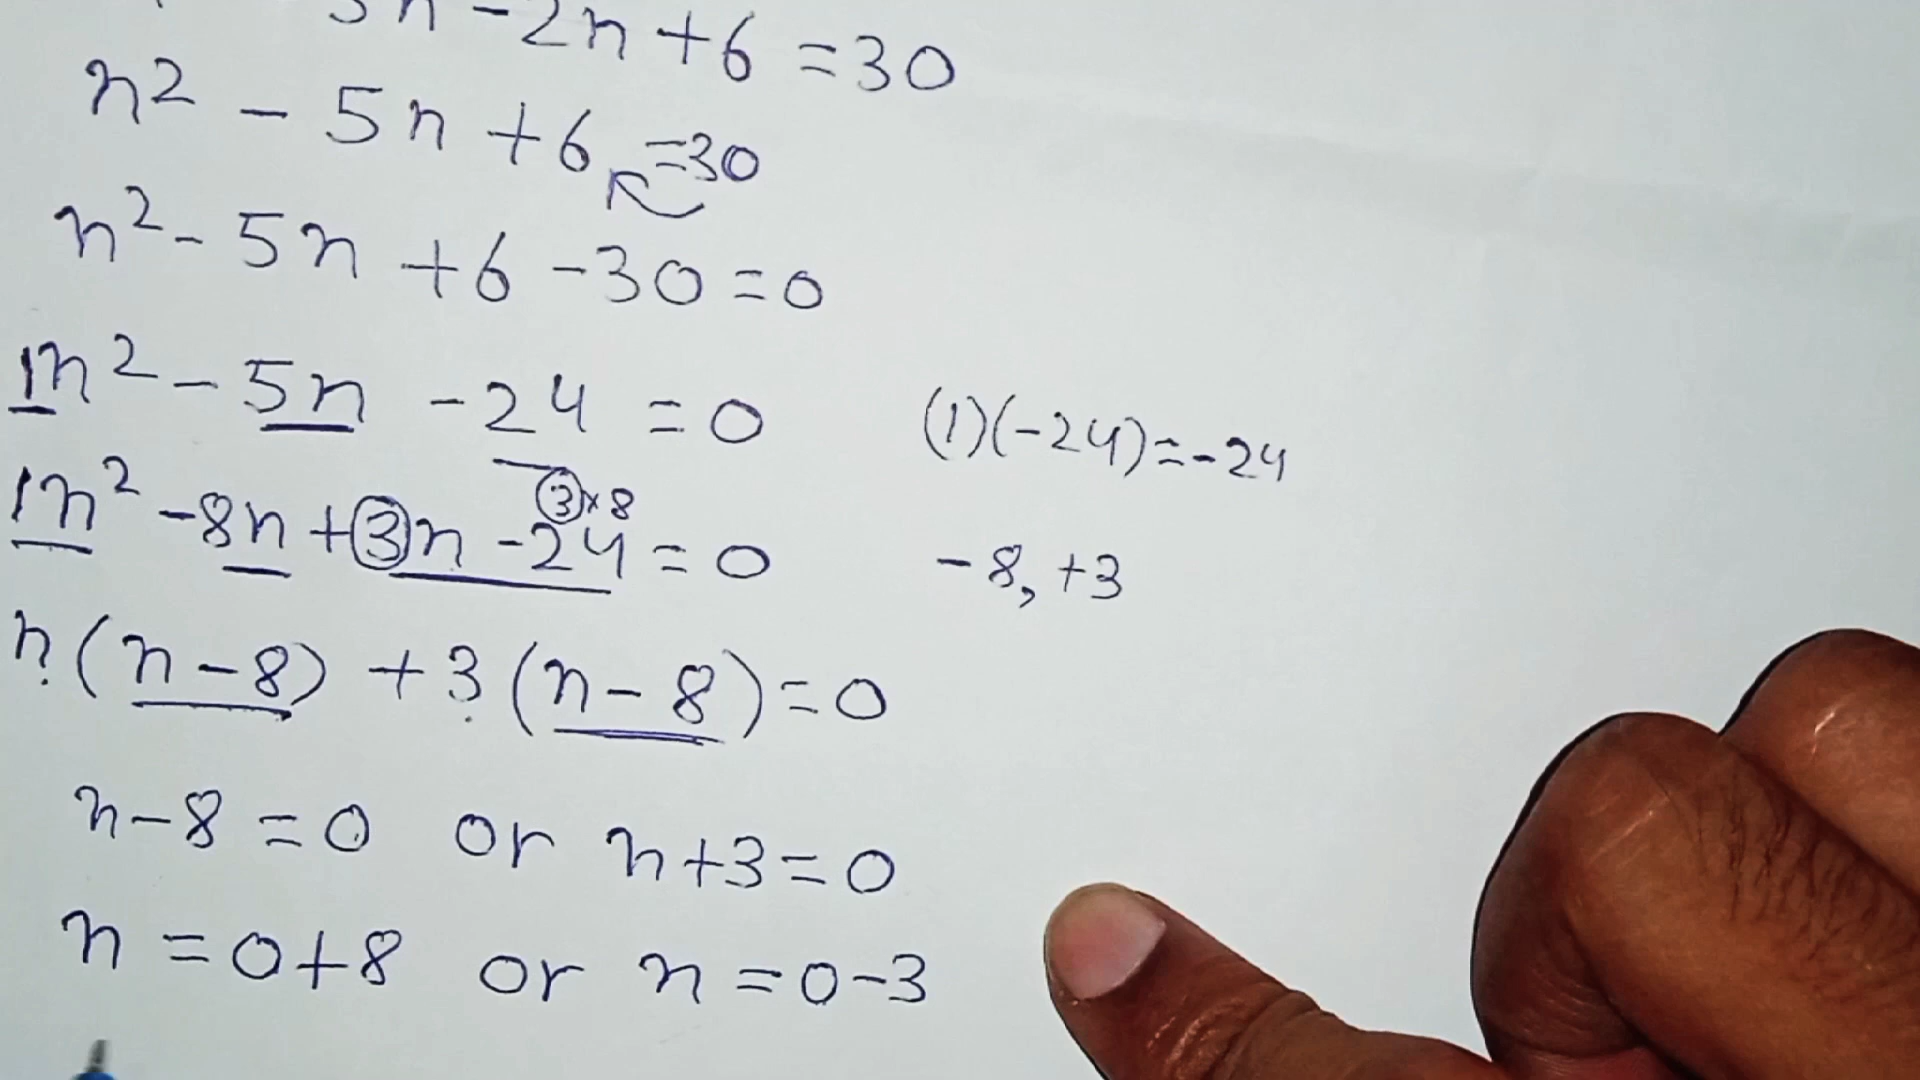 3n - 2n + 6 = 30
n² - 5n + 6 = 30
n² - 5n + 6 - 30 = 0
1n² - 5n - 24 = 0
(1)(-24) = -24
3 × 8
1n² - 8n + 3n - 24 = 0
-8, +3
n(n - 8) + 3(n - 8) = 0
n - 8 = 0 or n + 3 = 0
n = 0 + 8 or n = 0 - 3